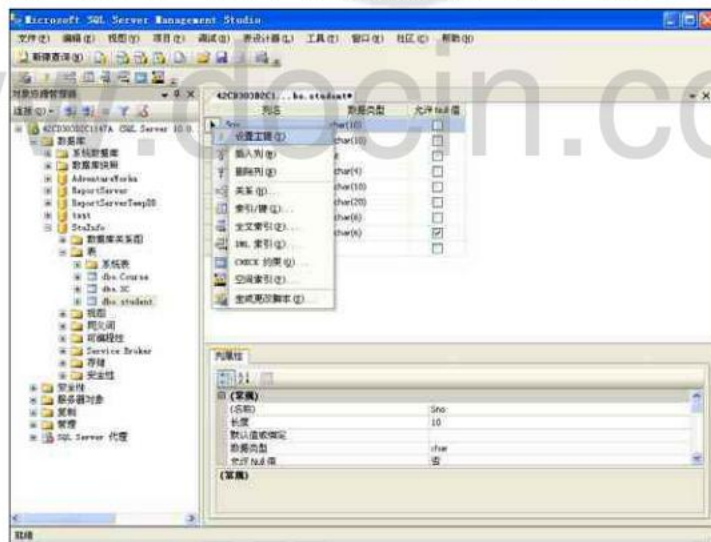 Microsoft SQL Server Management Studio
文件(F) 编辑(E) 视图(V) 项目(P) 调试(D) 表设计器(L) 工具(T) 窗口(W) 社区(C) 帮助(H)
新建查询(N)
对象资源管理器
连接(O)
数据库
系统数据库
数据库快照
AdventureWorks
ReportServer
ReportServerTempDB
test
StuInfo
数据库关系图
表
系统表
dbo.Course
dbo.SC
dbo.student
视图
同义词
可编程性
Service Broker
存储
安全性
安全性
服务器对象
复制
管理
SQL Server 代理
42CD303B2C1...bo.student*
列名 数据类型 允许 Null 值
Sno char(10)
char(10)
char(4)
char(10)
char(20)
char(6)
char(6)
设置主键(Y)
插入列(M)
删除列(N)
关系(H)...
索引/键(I)...
全文索引(F)...
XML 索引(X)...
CHECK 约束(O)...
空间索引(P)...
生成更改脚本(S)...
列属性
(常规)
(名称) Sno
长度 10
默认值或绑定
数据类型 char
允许 Null 值 否
(常规)
就绪
www.docin.co